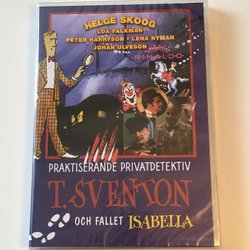 HELGE SKOOG
LOA FALKMAN
PETER HARRYSON • LENA NYMAN
JOHAN ULVESON
RINALDO
PRAKTISERANDE PRIVATDETEKTIV
T. SVENTON
OCH FALLET ISABELLA